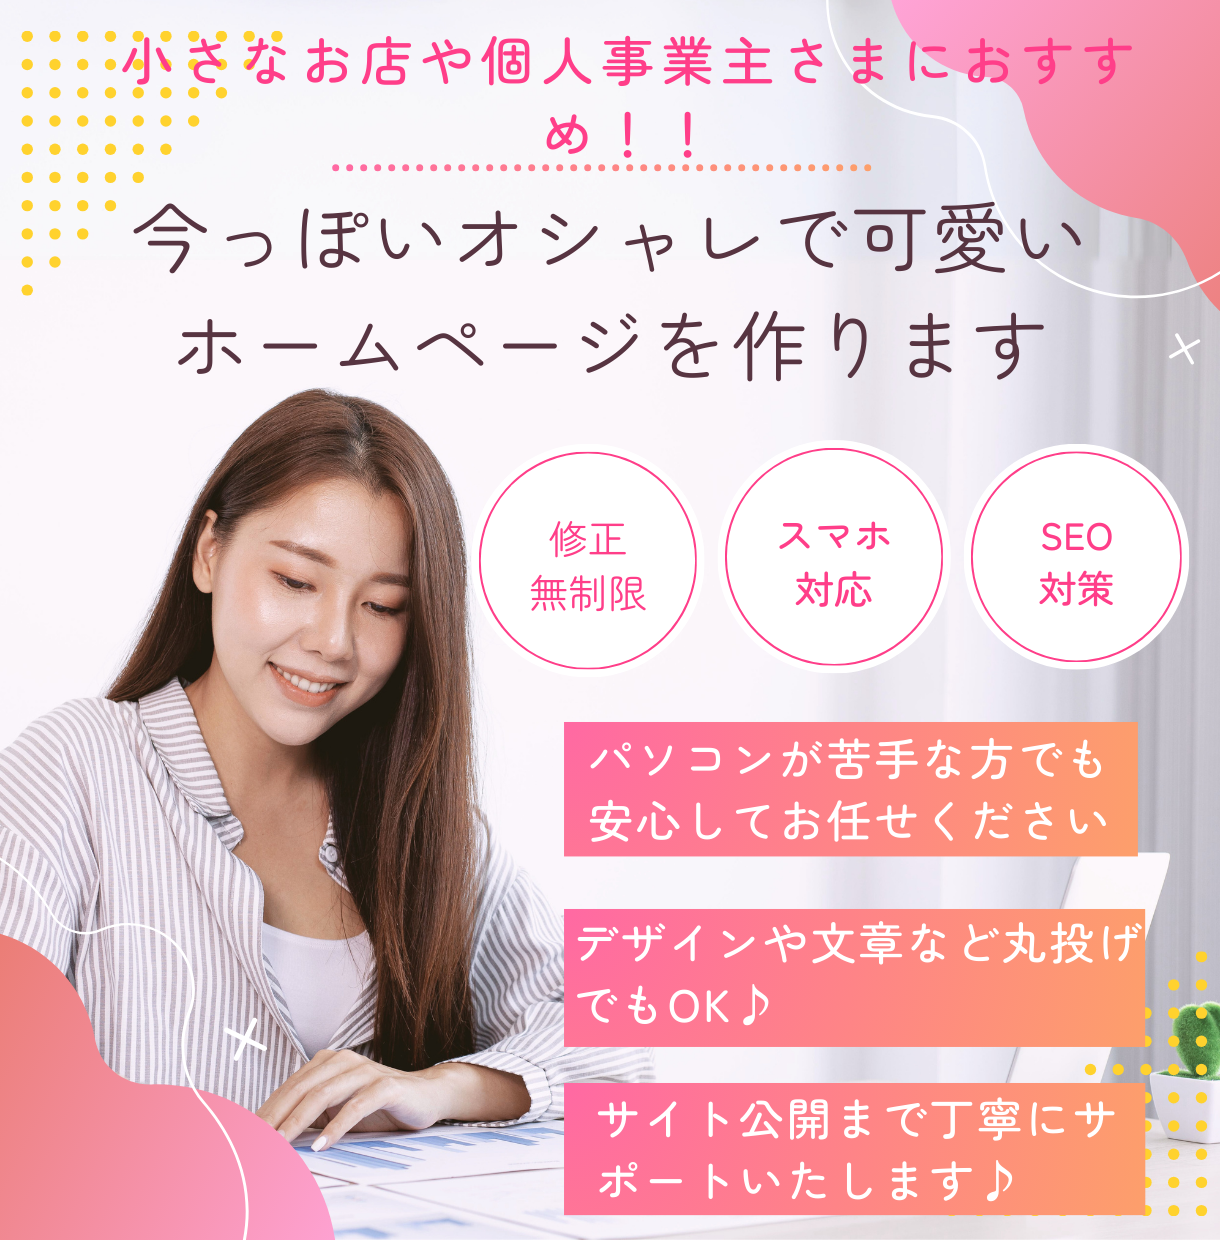 小さなお店や個人事業主さまにおすす
め！！
今っぽいオシャレで可愛い
ホームページを作ります
修正
無制限
スマホ
対応
SEO
対策
パソコンが苦手な方でも
安心してお任せください
デザインや文章など丸投げ
でもOK♪
サイト公開まで丁寧にサ
ポートいたします♪